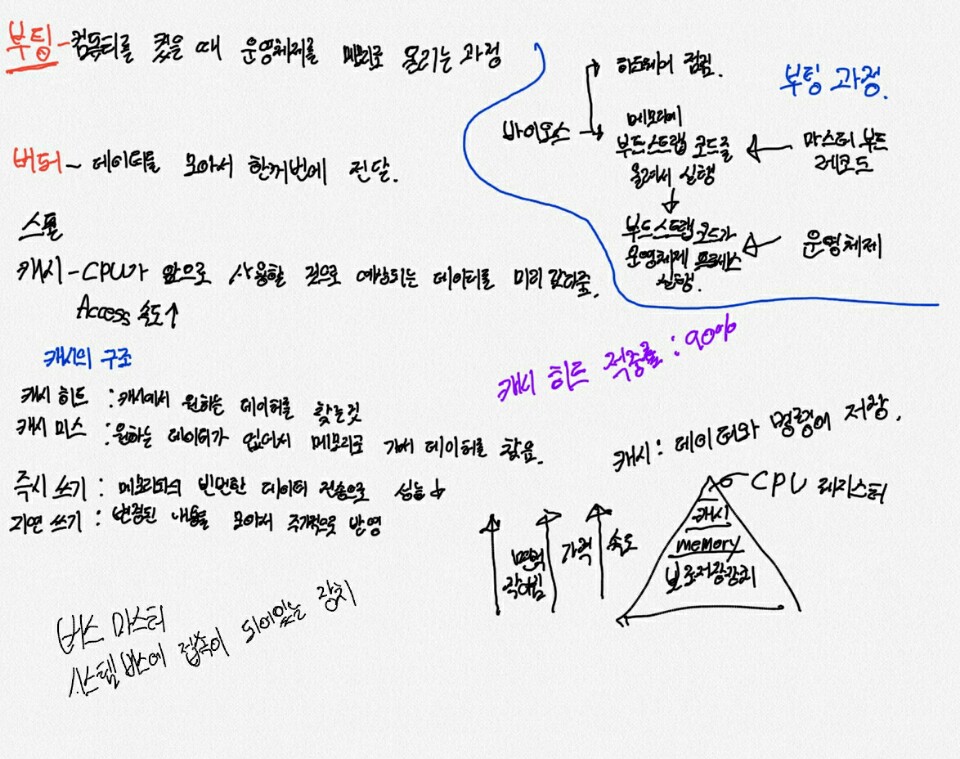 부팅 - 컴퓨터를 켰을 때 운영체제를 메모리로 올리는 과정
부팅 과정.
바이오스
하드웨어 점검.
메모리에
부트스트랩 코드를
올려서 실행
마스터 부트
레코드
부트스트랩 코드가
운영체제 프로세스
실행.
운영체제
버퍼 - 데이터를 모아서 한꺼번에 전달.
스풀
캐시 - CPU가 앞으로 사용할 것으로 예상되는 데이터를 미리 갖다줌.
Access 속도↑
캐시의 구조
캐시 히트 적중률 : 90%
캐시 히트 : 캐시에서 원하는 데이터를 찾는것
캐시 미스 : 원하는 데이터가 없어서 메모리로 가서 데이터를 찾음.
즉시 쓰기 : 메모리와의 빈번한 데이터 전송으로 성능↓
지연 쓰기 : 변경된 내용을 모아서 주기적으로 반영
캐시 : 데이터와 명령어 저장.
CPU 레지스터
캐시
memory
보조저장장치
면적
작아짐
가격
속도
버스 마스터
시스템 버스에 접속이 되어있는 장치